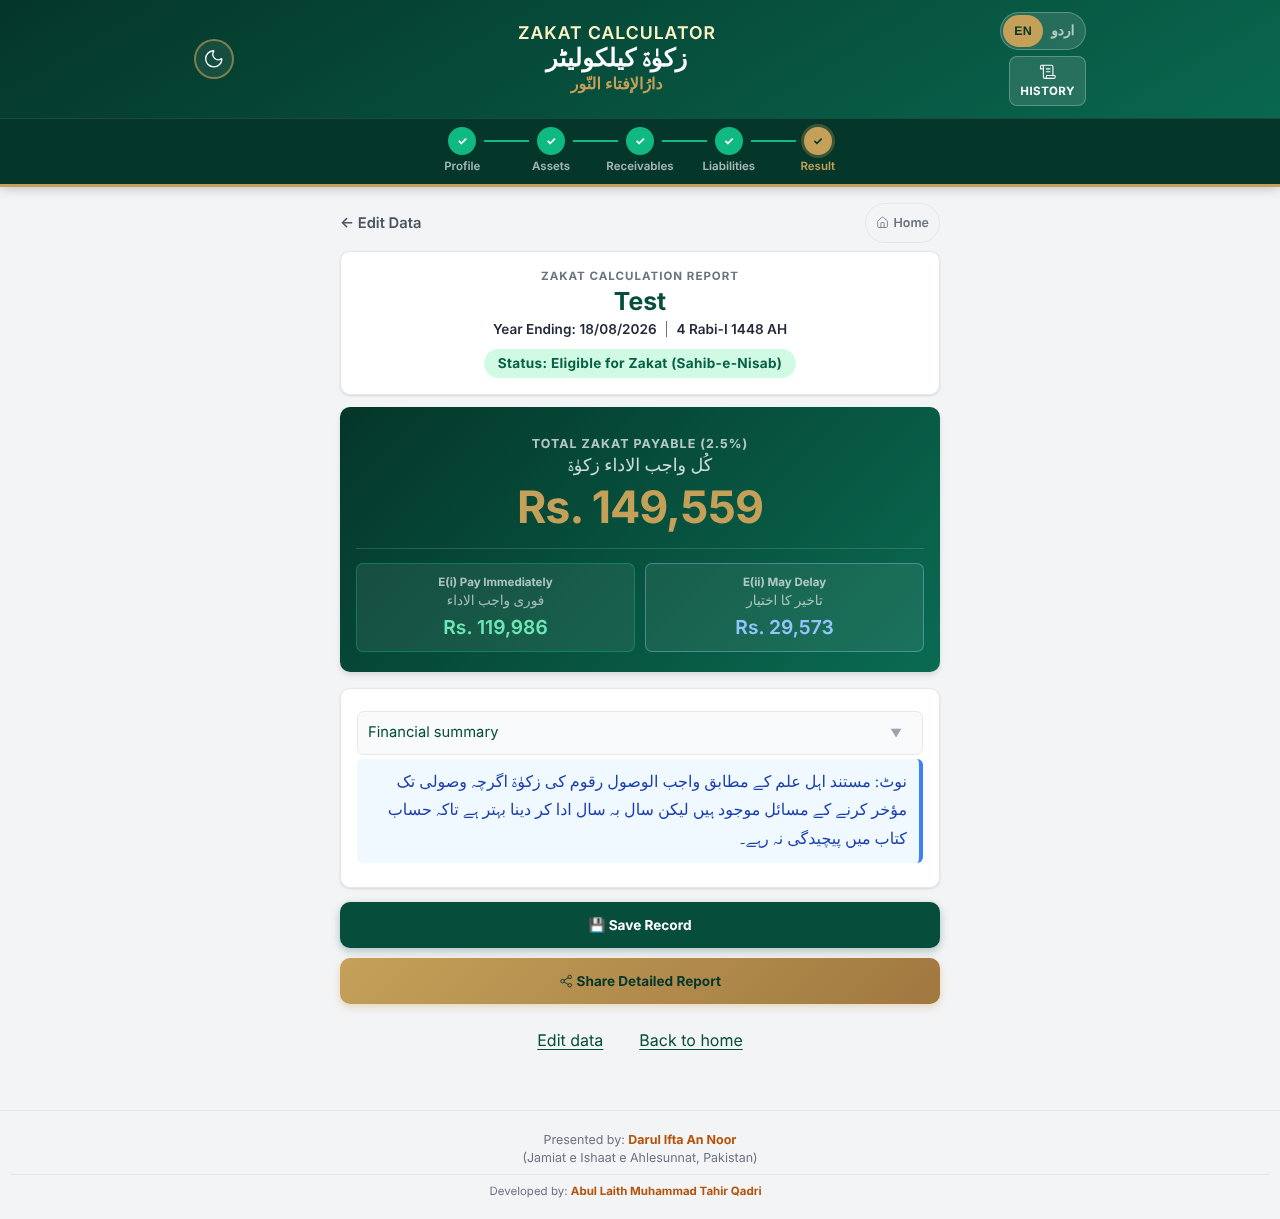 ZAKAT CALCULATOR
زکوٰۃ کیلکولیٹر
دارُالإفتاء النّور
EN اردو
HISTORY
Profile
Assets
Receivables
Liabilities
Result
← Edit Data
Home
ZAKAT CALCULATION REPORT
Test
Year Ending: 18/08/2026 | 4 Rabi-I 1448 AH
Status: Eligible for Zakat (Sahib-e-Nisab)
TOTAL ZAKAT PAYABLE (2.5%)
کُل واجب الاداء زکوٰۃ
Rs. 149,559
E(i) Pay Immediately
فوری واجب الاداء
Rs. 119,986
E(ii) May Delay
تاخیر کا اختیار
Rs. 29,573
Financial summary ▼
نوٹ: مستند اہل علم کے مطابق واجب الوصول رقوم کی زکوٰۃ اگرچہ وصولی تک
مؤخر کرنے کے مسائل موجود ہیں لیکن سال بہ سال ادا کر دینا بہتر ہے تاکہ حساب
کتاب میں پیچیدگی نہ رہے۔
💾 Save Record
Share Detailed Report
Edit data
Back to home
Presented by: Darul Ifta An Noor
(Jamiat e Ishaat e Ahlesunnat, Pakistan)
Developed by: Abul Laith Muhammad Tahir Qadri